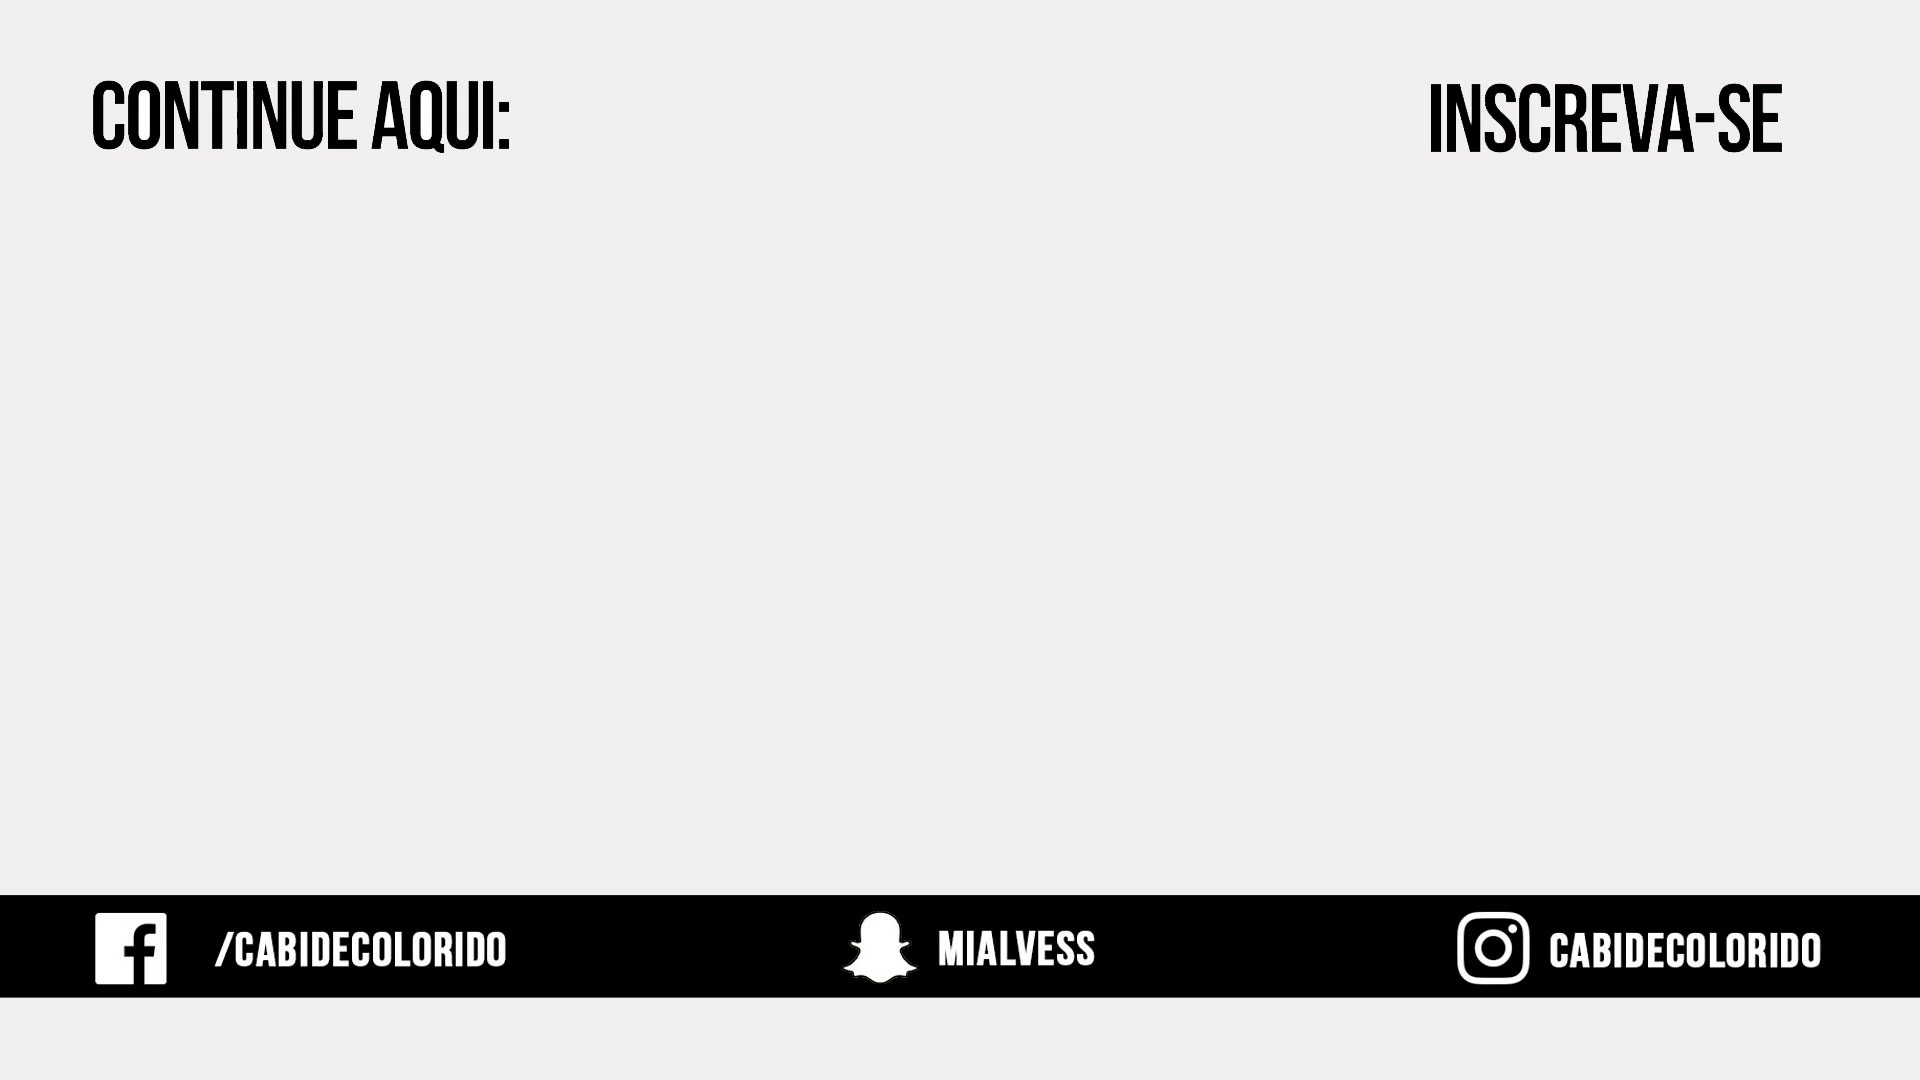 CONTINUE AQUI:
INSCREVA-SE
/CABIDECOLORIDO
MIALVESS
CABIDECOLORIDO